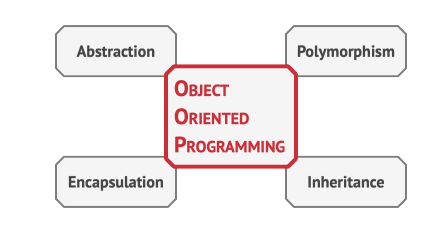 Abstraction
Polymorphism
Object
Oriented
Programming
Encapsulation
Inheritance